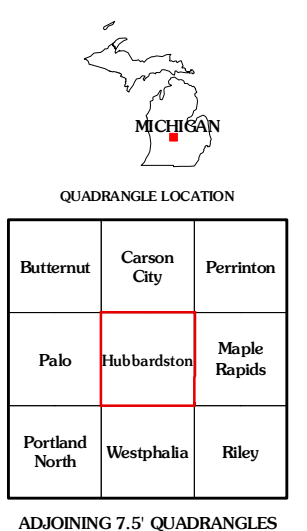 MICHIGAN
QUADRANGLE LOCATION
Butternut
Carson
City
Perrinton
Palo
Hubbardston
Maple
Rapids
Portland
North
Westphalia
Riley
ADJOINING 7.5' QUADRANGLES